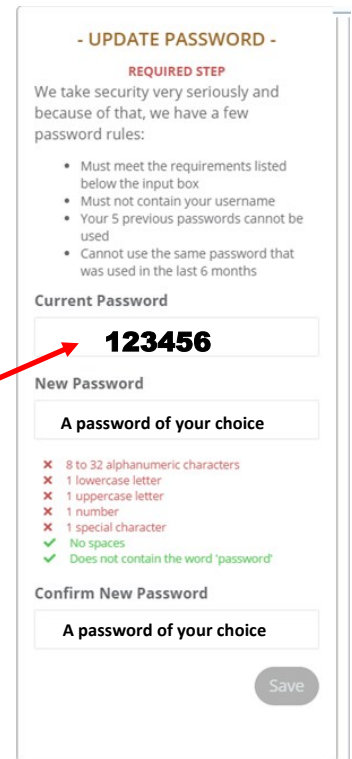 - UPDATE PASSWORD -
REQUIRED STEP
We take security very seriously and
because of that, we have a few
password rules:
• Must meet the requirements listed
below the input box
• Must not contain your username
• Your 5 previous passwords cannot be
used
• Cannot use the same password that
was used in the last 6 months
Current Password
123456
New Password
A password of your choice
✗ 8 to 32 alphanumeric characters
✗ 1 lowercase letter
✗ 1 uppercase letter
✗ 1 number
✗ 1 special character
✓ No spaces
✓ Does not contain the word 'password'
Confirm New Password
A password of your choice
Save